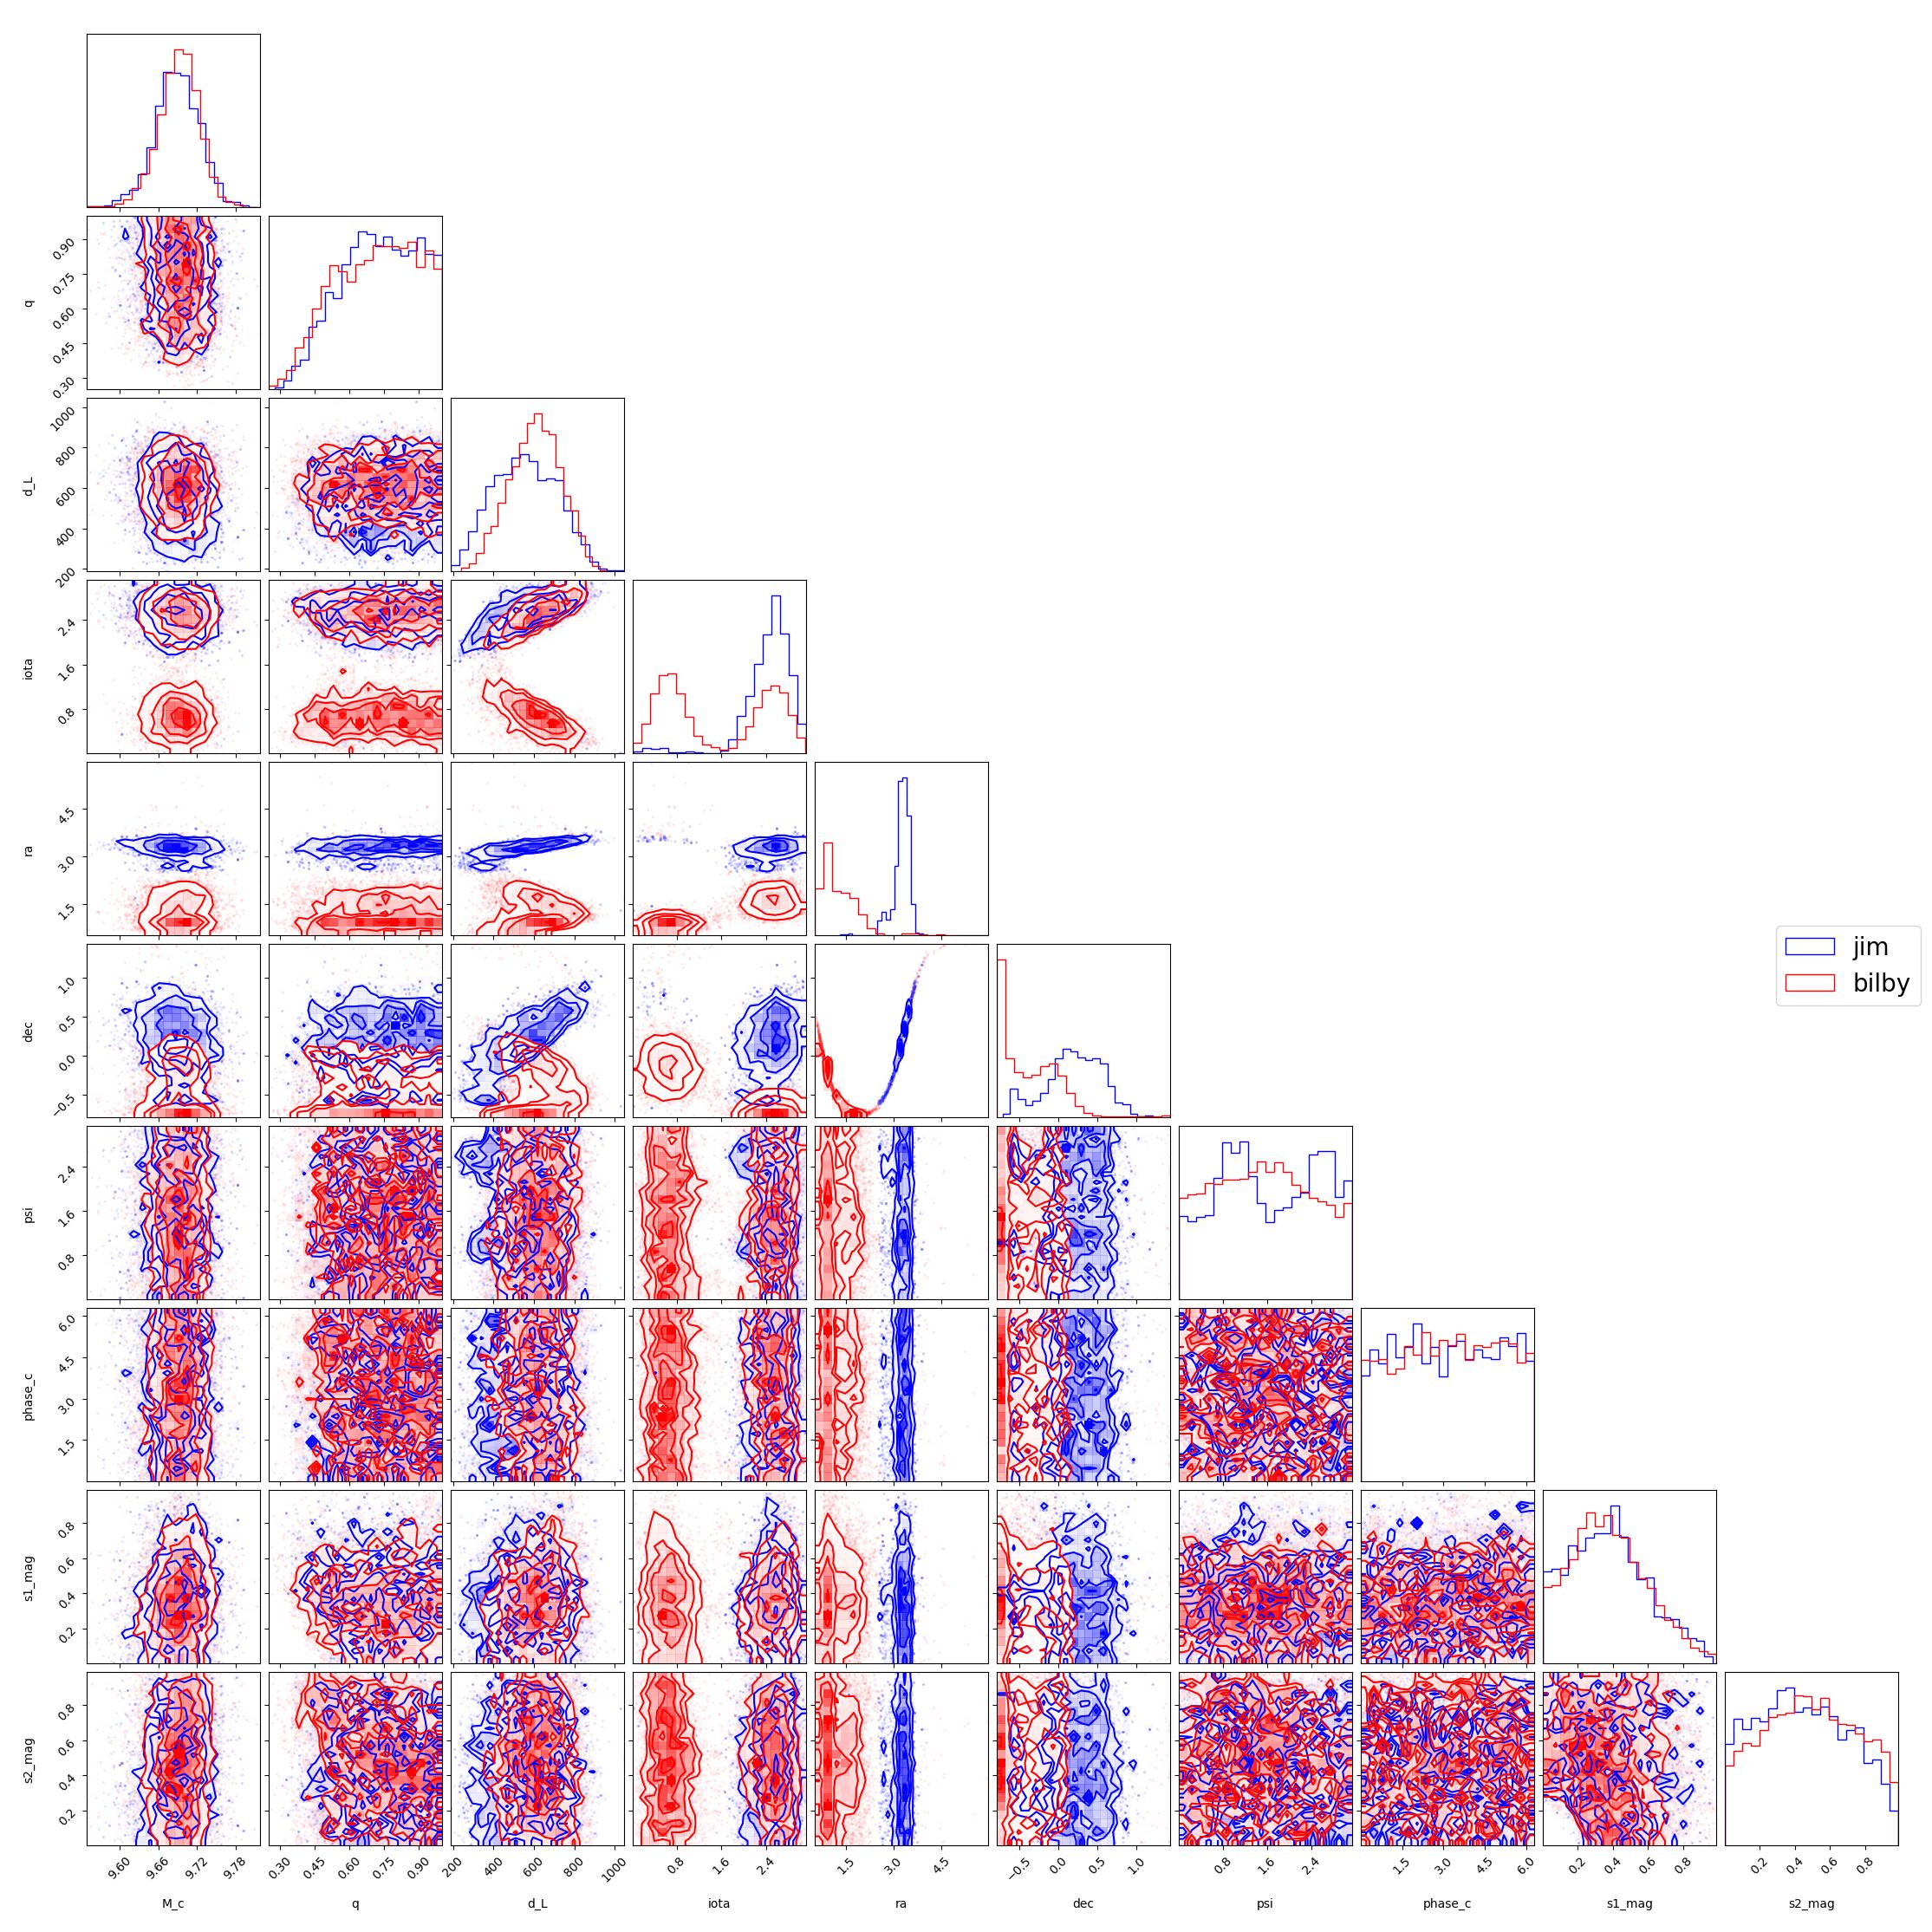 0.90
0.75
0.60
0.45
0.30
q
1000
800
600
400
200
d_L
2.4
1.6
0.8
iota
4.5
3.0
1.5
ra
1.0
0.5
0.0
−0.5
dec
jim
bilby
2.4
1.6
0.8
psi
6.0
4.5
3.0
1.5
phase_c
0.8
0.6
0.4
0.2
s1_mag
0.8
0.6
0.4
0.2
s2_mag
9.60 9.66 9.72 9.78 0.30 0.45 0.60 0.75 0.90 200 400 600 800 1000 0.8 1.6 2.4 1.5 3.0 4.5 −0.5 0.0 0.5 1.0 0.8 1.6 2.4 1.5 3.0 4.5 6.0 0.2 0.4 0.6 0.8 0.2 0.4 0.6 0.8
M_c q d_L iota ra dec psi phase_c s1_mag s2_mag